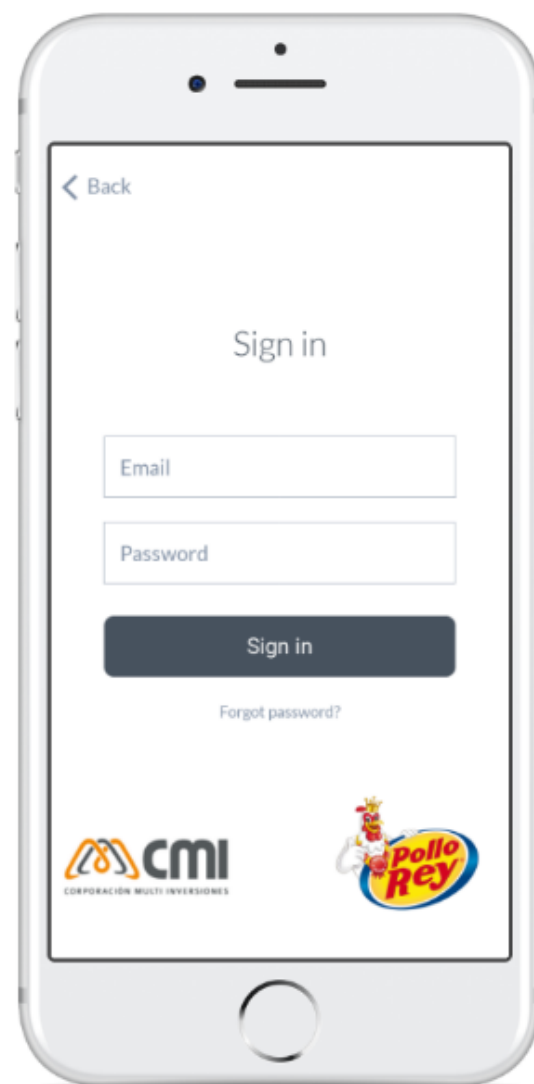 Back
Sign in
Email
Password
Sign in
Forgot password?
CMI
CORPORACIÓN MULTI INVERSIONES
Pollo
Rey